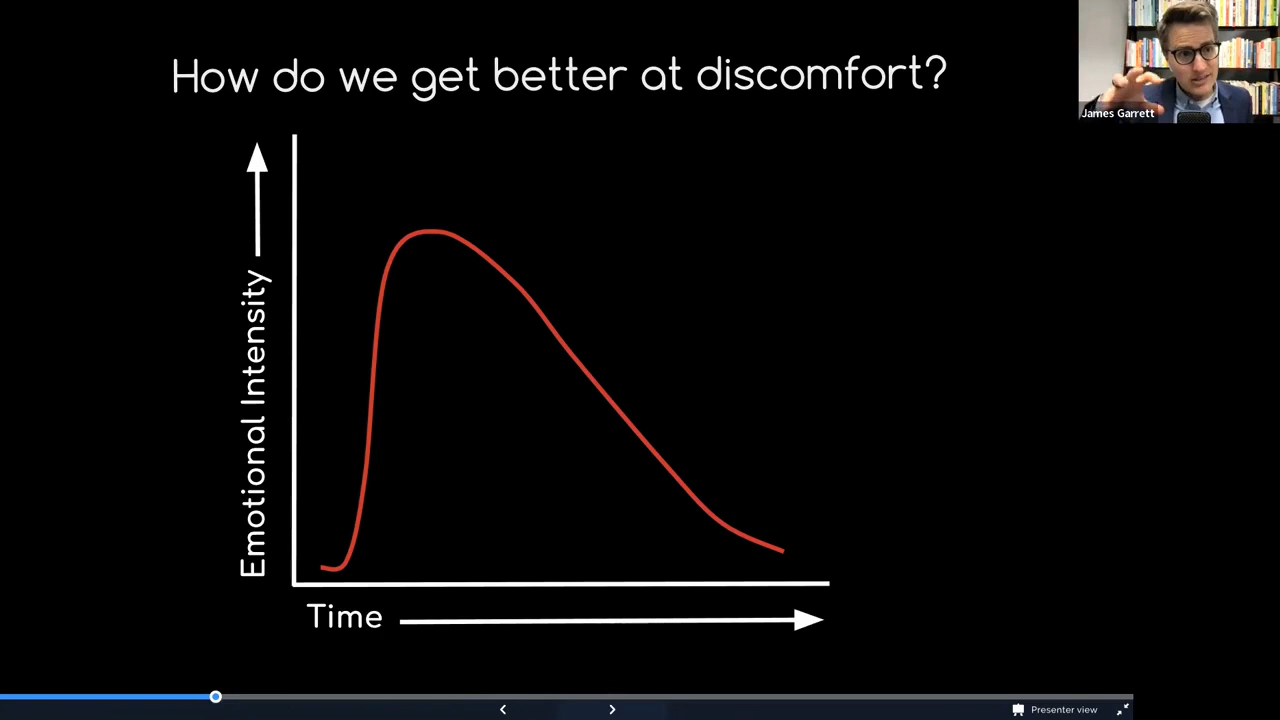 How do we get better at discomfort?
James Garrett
Emotional Intensity
Time
Presenter view